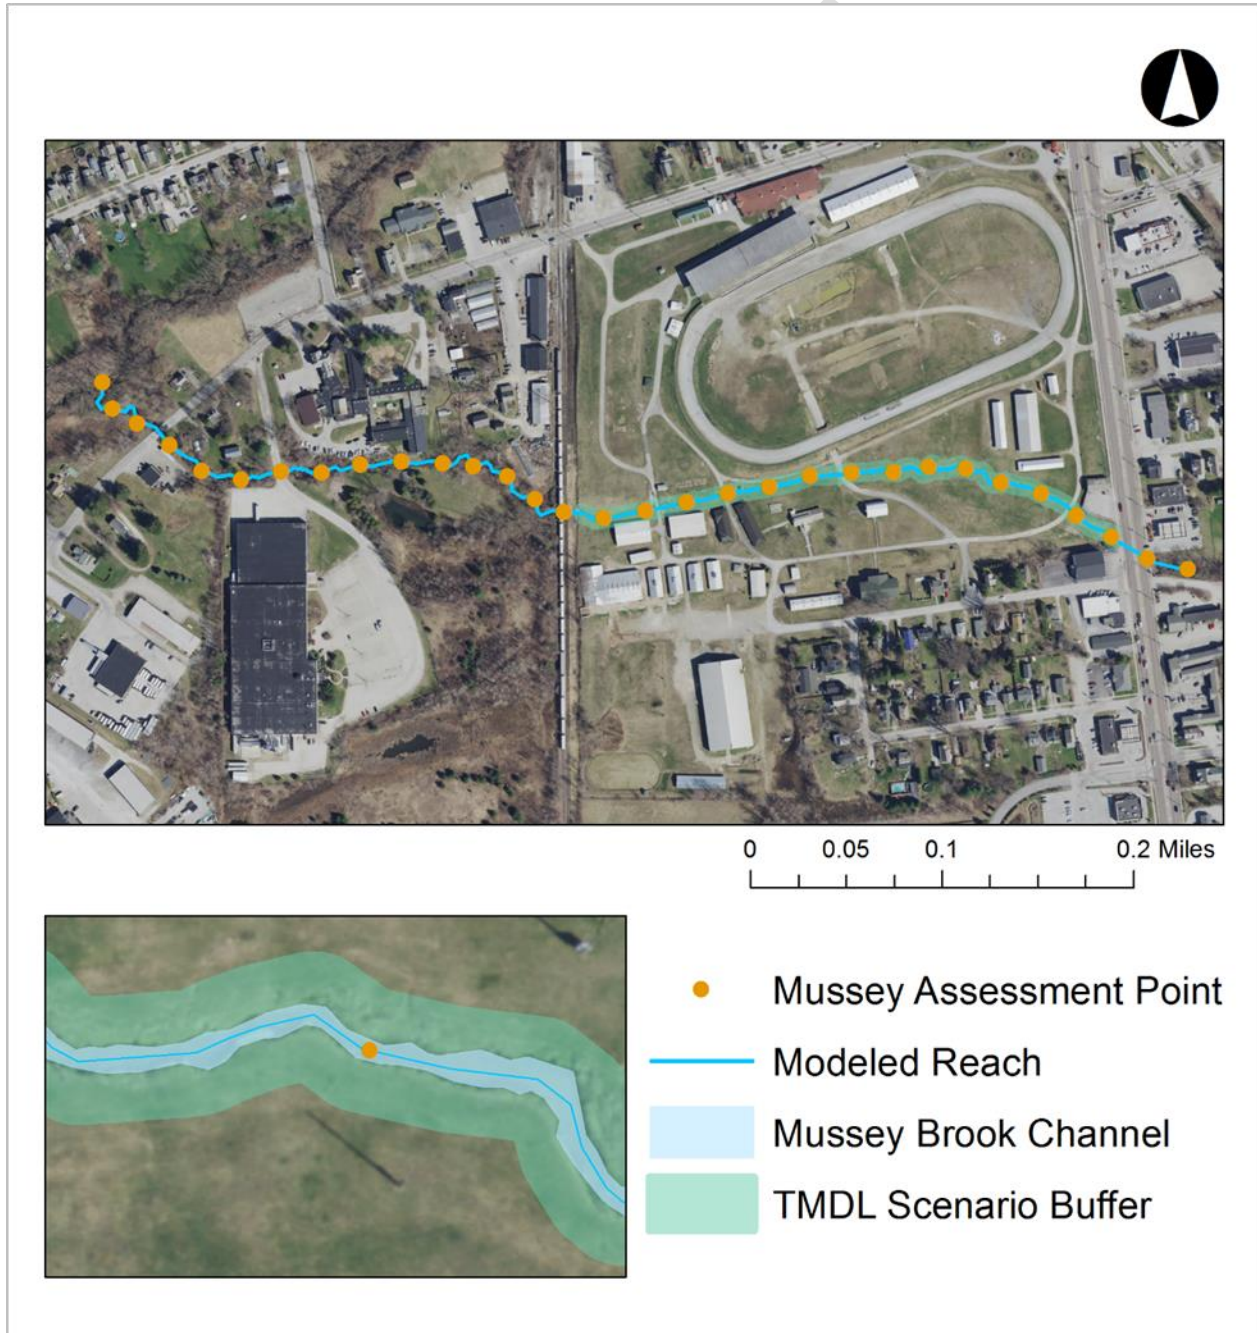 0 0.05 0.1 0.2 Miles
Mussey Assessment Point
Modeled Reach
Mussey Brook Channel
TMDL Scenario Buffer